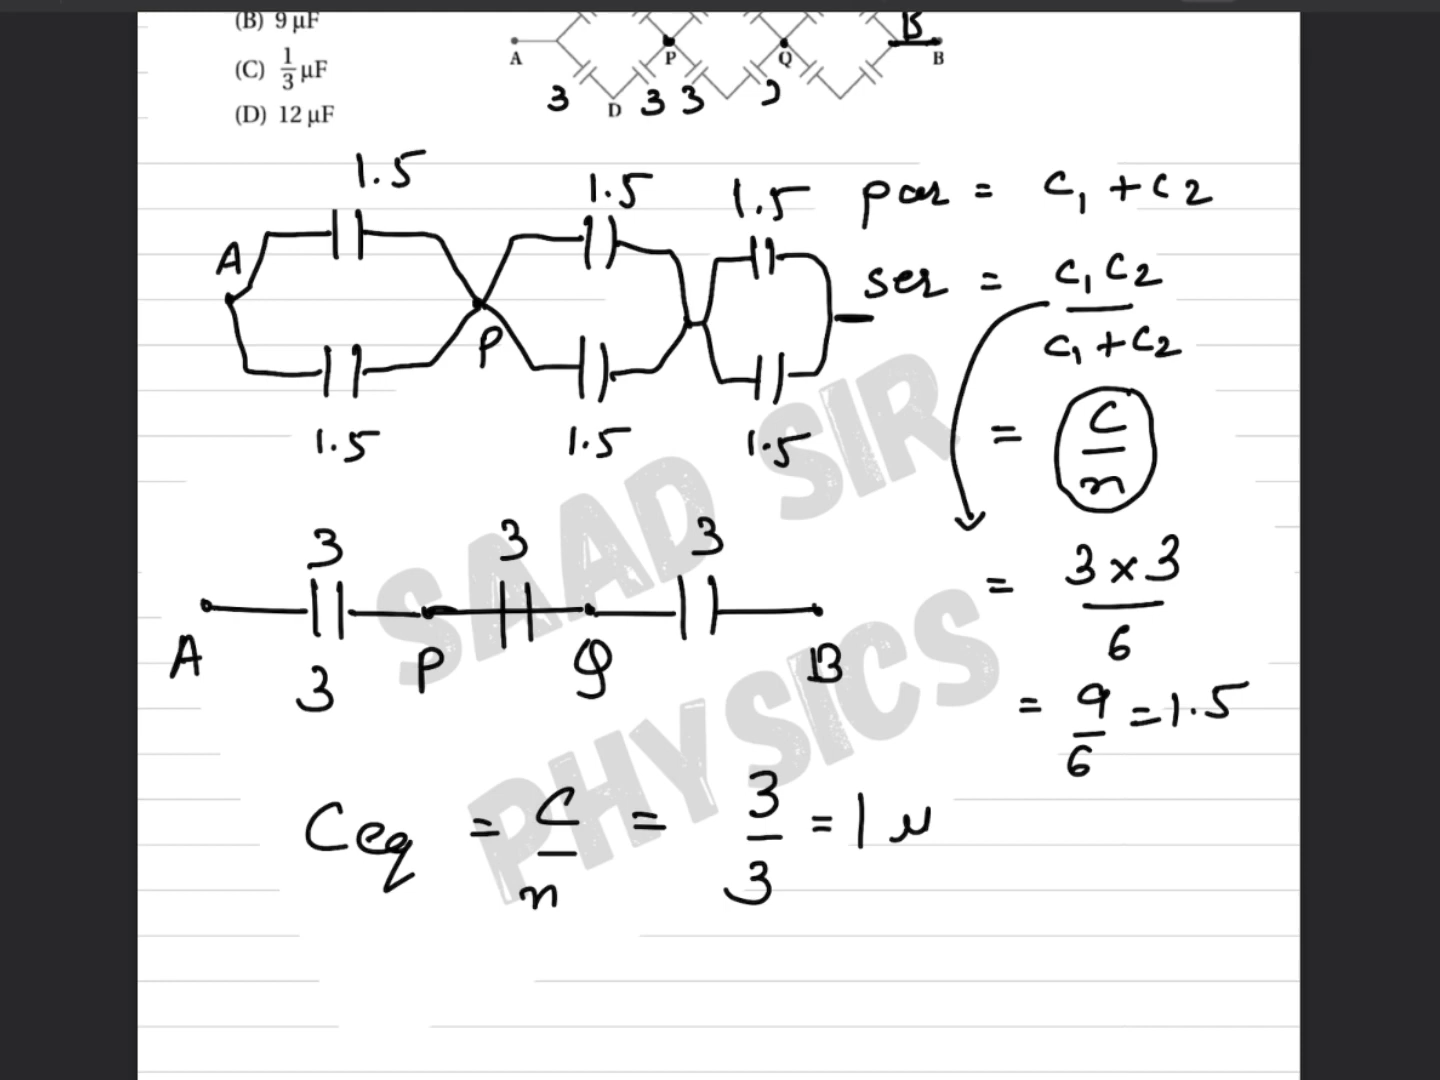 (B) 9 μF
(C) 1/3 μF
(D) 12 μF
A P Q B B
3 D 3 3
1.5 1.5 1.5
A
P
1.5 1.5 1.5
par = C₁ + C₂
ser = C₁ C₂ / C₁ + C₂
= C/n
= 3 × 3 / 6
= 9/6 = 1.5
3 3 3
A 3 P Q B
Ceq = C/n = 3/3 = 1 μ
SAAD SIR
PHYSICS